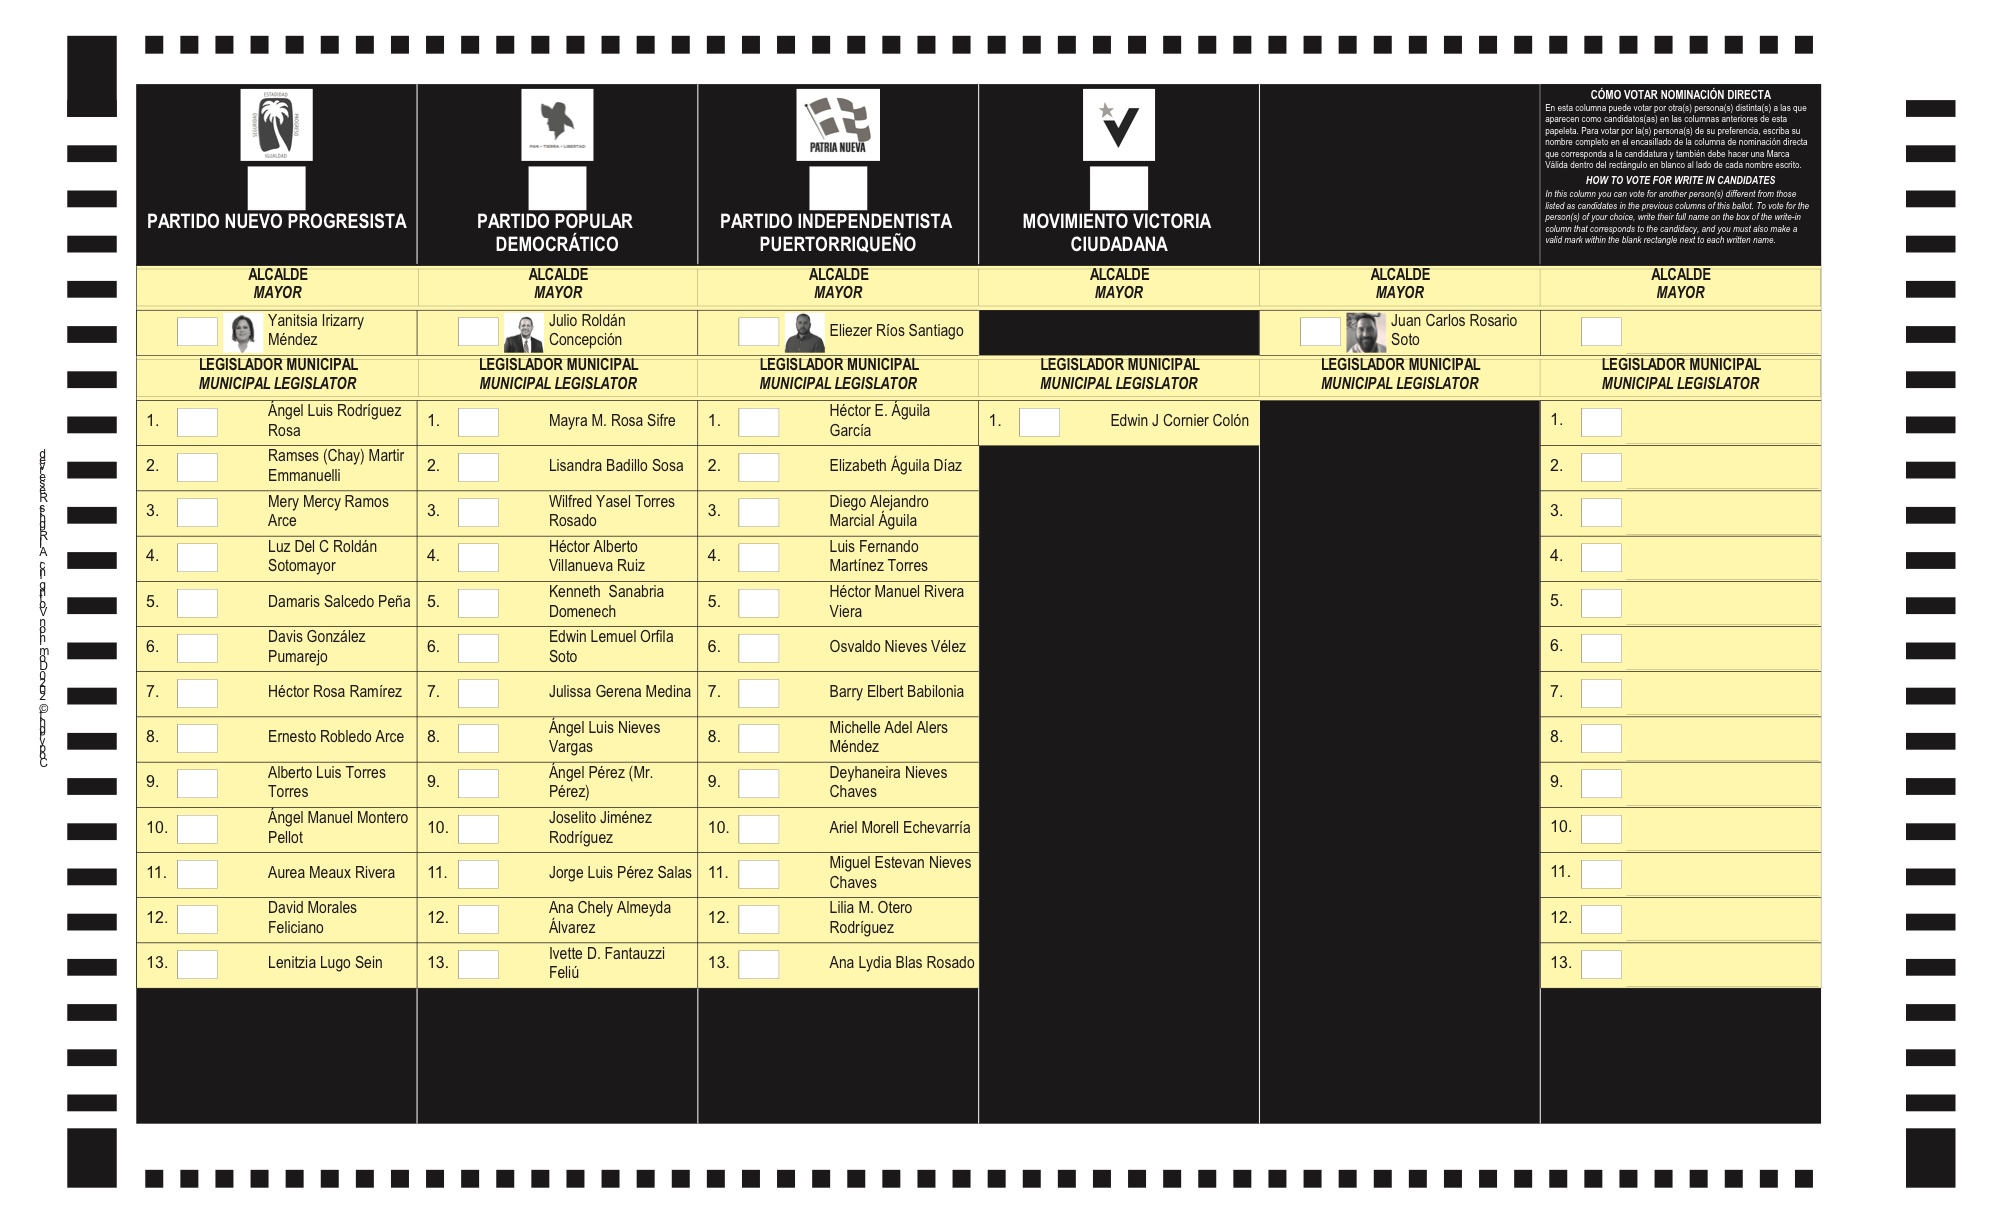 ESTADIDAD
SEGURIDAD
PROGRESO
IGUALDAD
PARTIDO NUEVO PROGRESISTA
PAN - TIERRA - LIBERTAD
PARTIDO POPULAR
DEMOCRÁTICO
PATRIA NUEVA
PARTIDO INDEPENDENTISTA
PUERTORRIQUEÑO
MOVIMIENTO VICTORIA
CIUDADANA
CÓMO VOTAR NOMINACIÓN DIRECTA
En esta columna puede votar por otra(s) persona(s) distinta(s) a las que
aparecen como candidatos(as) en las columnas anteriores de esta
papeleta. Para votar por la(s) persona(s) de su preferencia, escriba su
nombre completo en el encasillado de la columna de nominación directa
que corresponda a la candidatura y también debe hacer una Marca
Válida dentro del rectángulo en blanco al lado de cada nombre escrito.
HOW TO VOTE FOR WRITE IN CANDIDATES
In this column you can vote for another person(s) different from those
listed as candidates in the previous columns of this ballot. To vote for the
person(s) of your choice, write their full name on the box of the write-in
column that corresponds to the candidacy, and you must also make a
valid mark within the blank rectangle next to each written name.
ALCALDE
MAYOR
Yanitsia Irizarry
Méndez
LEGISLADOR MUNICIPAL
MUNICIPAL LEGISLATOR
1. Ángel Luis Rodríguez
Rosa
2. Ramses (Chay) Martir
Emmanuelli
3. Mery Mercy Ramos
Arce
4. Luz Del C Roldán
Sotomayor
5. Damaris Salcedo Peña
6. Davis González
Pumarejo
7. Héctor Rosa Ramírez
8. Ernesto Robledo Arce
9. Alberto Luis Torres
Torres
10. Ángel Manuel Montero
Pellot
11. Aurea Meaux Rivera
12. David Morales
Feliciano
13. Lenitzia Lugo Sein
ALCALDE
MAYOR
Julio Roldán
Concepción
LEGISLADOR MUNICIPAL
MUNICIPAL LEGISLATOR
1. Mayra M. Rosa Sifre
2. Lisandra Badillo Sosa
3. Wilfred Yasel Torres
Rosado
4. Héctor Alberto
Villanueva Ruiz
5. Kenneth Sanabria
Domenech
6. Edwin Lemuel Orfila
Soto
7. Julissa Gerena Medina
8. Ángel Luis Nieves
Vargas
9. Ángel Pérez (Mr.
Pérez)
10. Joselito Jiménez
Rodríguez
11. Jorge Luis Pérez Salas
12. Ana Chely Almeyda
Álvarez
13. Ivette D. Fantauzzi
Feliú
ALCALDE
MAYOR
Eliezer Ríos Santiago
LEGISLADOR MUNICIPAL
MUNICIPAL LEGISLATOR
1. Héctor E. Águila
García
2. Elizabeth Águila Díaz
3. Diego Alejandro
Marcial Águila
4. Luis Fernando
Martínez Torres
5. Héctor Manuel Rivera
Viera
6. Osvaldo Nieves Vélez
7. Barry Elbert Babilonia
8. Michelle Adel Alers
Méndez
9. Deyhaneira Nieves
Chaves
10. Ariel Morell Echevarría
11. Miguel Estevan Nieves
Chaves
12. Lilia M. Otero
Rodríguez
13. Ana Lydia Blas Rosado
ALCALDE
MAYOR
LEGISLADOR MUNICIPAL
MUNICIPAL LEGISLATOR
1. Edwin J Cornier Colón
ALCALDE
MAYOR
Juan Carlos Rosario
Soto
LEGISLADOR MUNICIPAL
MUNICIPAL LEGISLATOR
ALCALDE
MAYOR
LEGISLADOR MUNICIPAL
MUNICIPAL LEGISLATOR
1.
2.
3.
4.
5.
6.
7.
8.
9.
10.
11.
12.
13.